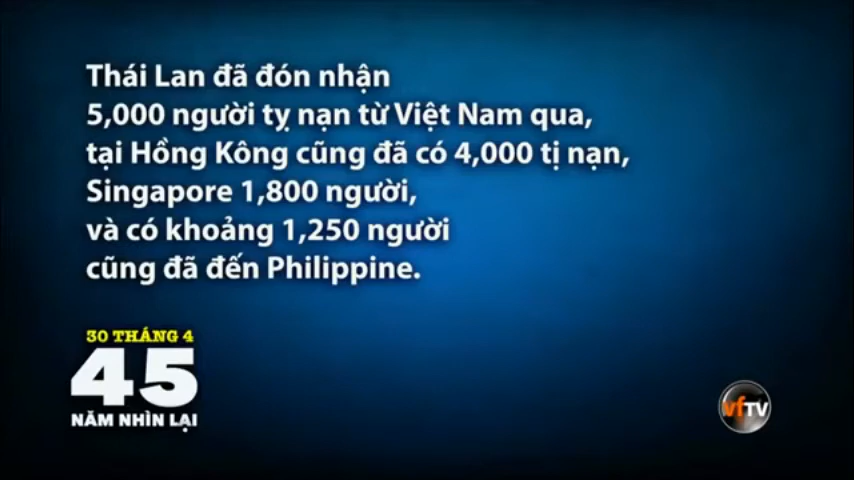 Thái Lan đã đón nhận
5,000 người tỵ nạn từ Việt Nam qua,
tại Hồng Kông cũng đã có 4,000 tị nạn,
Singapore 1,800 người,
và có khoảng 1,250 người
cũng đã đến Philippine.
30 THÁNG 4
45
NĂM NHÌN LẠI
vfTV